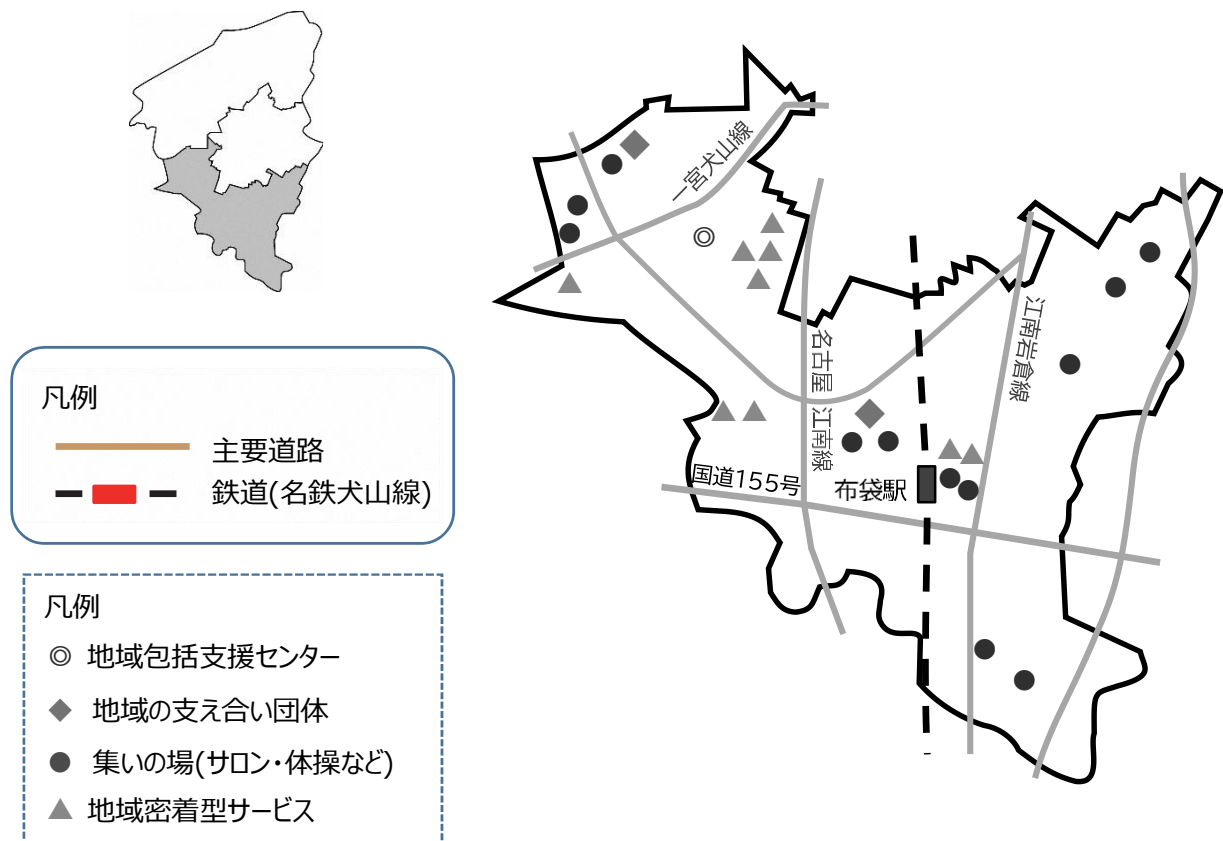 凡例
主要道路
鉄道(名鉄犬山線)
凡例
◎ 地域包括支援センター
◆ 地域の支え合い団体
● 集いの場(サロン・体操など)
▲ 地域密着型サービス
一宮犬山線
名古屋江南線
江南岩倉線
国道155号
布袋駅